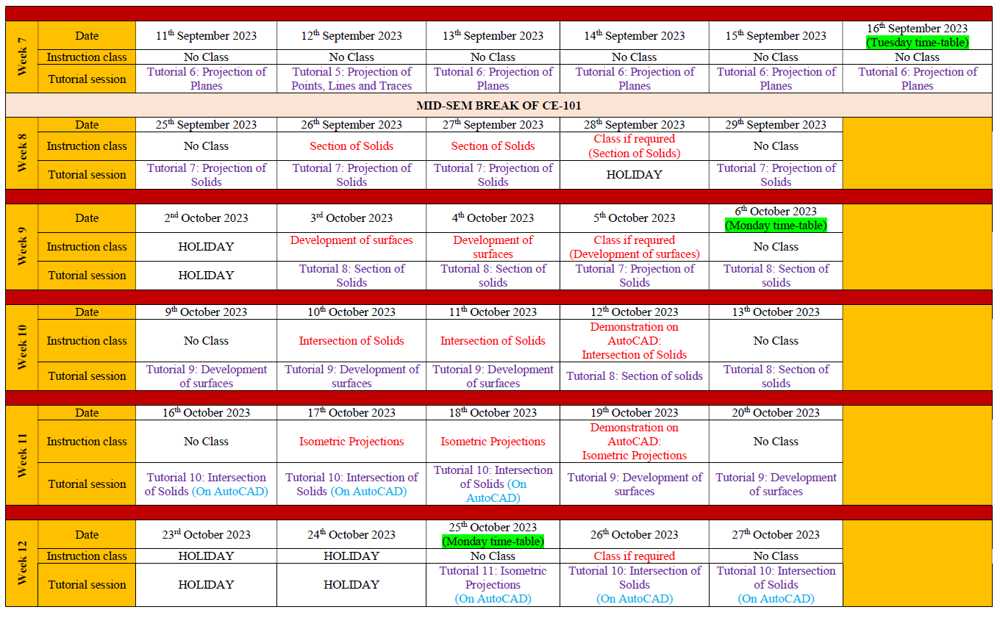 Week 7
Date
11th September 2023
12th September 2023
13th September 2023
14th September 2023
15th September 2023
16th September 2023
(Tuesday time-table)
Instruction class
No Class
No Class
No Class
No Class
No Class
No Class
Tutorial session
Tutorial 6: Projection of
Planes
Tutorial 5: Projection of
Points, Lines and Traces
Tutorial 6: Projection of
Planes
Tutorial 6: Projection of
Planes
Tutorial 6: Projection of
Planes
Tutorial 6: Projection of
Planes
MID-SEM BREAK OF CE-101
Week 8
Date
25th September 2023
26th September 2023
27th September 2023
28th September 2023
29th September 2023
Instruction class
No Class
Section of Solids
Section of Solids
Class if required
(Section of Solids)
No Class
Tutorial session
Tutorial 7: Projection of
Solids
Tutorial 7: Projection of
Solids
Tutorial 7: Projection of
Solids
HOLIDAY
Tutorial 7: Projection of
Solids
Week 9
Date
2nd October 2023
3rd October 2023
4th October 2023
5th October 2023
6th October 2023
(Monday time-table)
Instruction class
HOLIDAY
Development of surfaces
Development of
surfaces
Class if required
(Development of surfaces)
No Class
Tutorial session
HOLIDAY
Tutorial 8: Section of
Solids
Tutorial 8: Section of
solids
Tutorial 7: Projection of
Solids
Tutorial 8: Section of
solids
Week 10
Date
9th October 2023
10th October 2023
11th October 2023
12th October 2023
13th October 2023
Instruction class
No Class
Intersection of Solids
Intersection of Solids
Demonstration on
AutoCAD:
Intersection of Solids
No Class
Tutorial session
Tutorial 9: Development
of surfaces
Tutorial 9: Development of
surfaces
Tutorial 9: Development
of surfaces
Tutorial 8: Section of solids
Tutorial 8: Section of
solids
Week 11
Date
16th October 2023
17th October 2023
18th October 2023
19th October 2023
20th October 2023
Instruction class
No Class
Isometric Projections
Isometric Projections
Demonstration on
AutoCAD:
Isometric Projections
No Class
Tutorial session
Tutorial 10: Intersection
of Solids (On AutoCAD)
Tutorial 10: Intersection of
Solids (On AutoCAD)
Tutorial 10: Intersection
of Solids (On
AutoCAD)
Tutorial 9: Development of
surfaces
Tutorial 9: Development
of surfaces
Week 12
Date
23rd October 2023
24th October 2023
25th October 2023
(Monday time-table)
26th October 2023
27th October 2023
Instruction class
HOLIDAY
HOLIDAY
No Class
Class if required
No Class
Tutorial session
HOLIDAY
HOLIDAY
Tutorial 11: Isometric
Projections
(On AutoCAD)
Tutorial 10: Intersection of
Solids
(On AutoCAD)
Tutorial 10: Intersection
of Solids
(On AutoCAD)